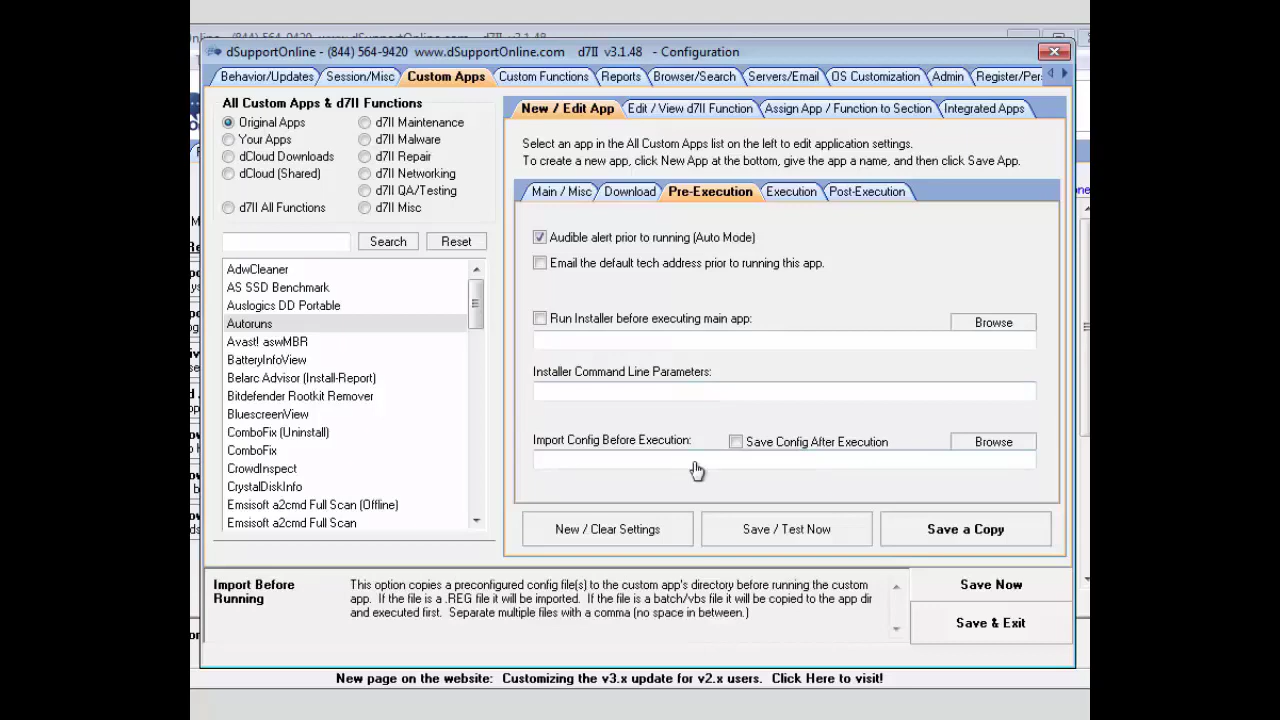 dSupportOnline - (844) 564-9420 www.dSupportOnline.com d7II v3.1.48 - Configuration
Behavior/Updates Session/Misc Custom Apps Custom Functions Reports Browser/Search Servers/Email OS Customization Admin Register/Per
All Custom Apps & d7II Functions
Original Apps d7II Maintenance
Your Apps d7II Malware
dCloud Downloads d7II Repair
dCloud (Shared) d7II Networking
d7II QA/Testing
d7II All Functions d7II Misc
Search Reset
AdwCleaner
AS SSD Benchmark
Auslogics DD Portable
Autoruns
Avast! aswMBR
BatteryInfoView
Belarc Advisor (Install-Report)
Bitdefender Rootkit Remover
BluescreenView
ComboFix (Uninstall)
ComboFix
CrowdInspect
CrystalDiskInfo
Emsisoft a2cmd Full Scan (Offline)
Emsisoft a2cmd Full Scan
New / Edit App Edit / View d7II Function Assign App / Function to Section Integrated Apps
Select an app in the All Custom Apps list on the left to edit application settings.
To create a new app, click New App at the bottom, give the app a name, and then click Save App.
Main / Misc Download Pre-Execution Execution Post-Execution
Audible alert prior to running (Auto Mode)
Email the default tech address prior to running this app.
Run Installer before executing main app: Browse
Installer Command Line Parameters:
Import Config Before Execution: Save Config After Execution Browse
New / Clear Settings Save / Test Now Save a Copy
Import Before
Running
This option copies a preconfigured config file(s) to the custom app's directory before running the custom
app. If the file is a .REG file it will be imported. If the file is a batch/vbs file it will be copied to the app dir
and executed first. Separate multiple files with a comma (no space in between.)
Save Now
Save & Exit
New page on the website: Customizing the v3.x update for v2.x users. Click Here to visit!